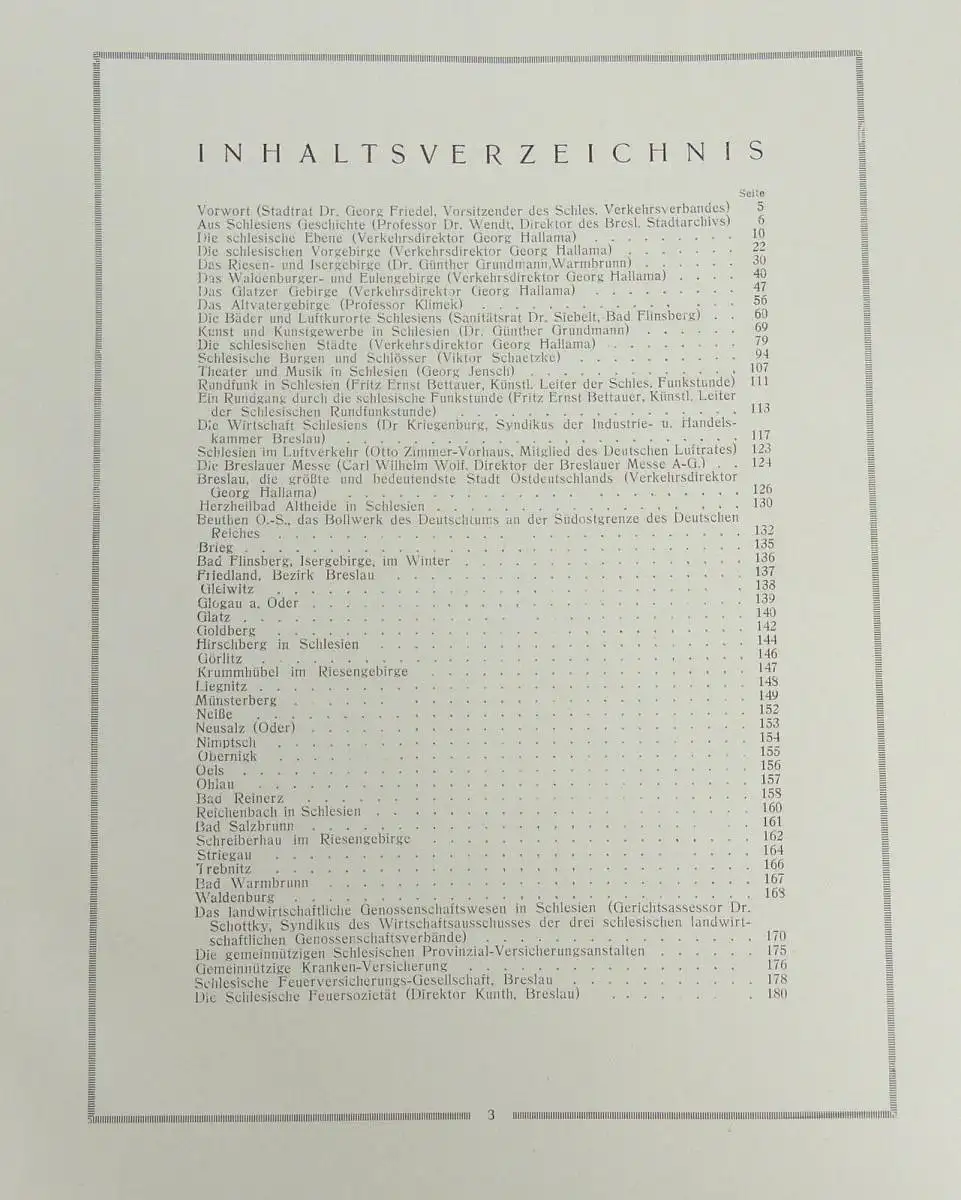 INHALTSVERZEICHNIS
Seite
Vorwort (Stadtrat Dr. Georg Friedel, Vorsitzender des Schles. Verkehrsverbandes) 5
Aus Schlesiens Geschichte (Professor Dr. Wendt, Direktor des Bresl. Stadtarchivs) 6
Die schlesische Ebene (Verkehrsdirektor Georg Hallama) . . . . . . . . . 10
Die schlesischen Vorgebirge (Verkehrsdirektor Georg Hallama) . . . . . . . 22
Das Riesen- und Isergebirge (Dr. Günther Grundmann, Warmbrunn) . . . . . . 30
Das Waldenburger- und Eulengebirge (Verkehrsdirektor Georg Hallama) . . . . 40
Das Glatzer Gebirge (Verkehrsdirektor Georg Hallama) . . . . . . . . . 47
Das Altvatergebirge (Professor Klimek) . . . . . . . . . . . . . . 56
Die Bäder und Luftkurorte Schlesiens (Sanitätsrat Dr. Siebelt, Bad Flinsberg) . . 60
Kunst und Kunstgewerbe in Schlesien (Dr. Günther Grundmann) . . . . . . 69
Die schlesischen Städte (Verkehrsdirektor Georg Hallama) . . . . . . . . 79
Schlesische Burgen und Schlösser (Viktor Schaetzke) . . . . . . . . . . 94
Theater und Musik in Schlesien (Georg Jensch) . . . . . . . . . . . . 107
Rundfunk in Schlesien (Fritz Ernst Bettauer, Künstl. Leiter der Schles. Funkstunde) 111
Ein Rundgang durch die schlesische Funkstunde (Fritz Ernst Bettauer, Künstl. Leiter
der Schlesischen Rundfunkstunde) . . . . . . . . . . . . . . 113
Die Wirtschaft Schlesiens (Dr Kriegenburg, Syndikus der Industrie- u. Handels-
kammer Breslau) . . . . . . . . . . . . . . . . . . 117
Schlesien im Luftverkehr (Otto Zimmer-Vorhaus, Mitglied des Deutschen Luftrates) 123
Die Breslauer Messe (Carl Wilhelm Wolf, Direktor der Breslauer Messe A-G.) . . 124
Breslau, die größte und bedeutendste Stadt Ostdeutschlands (Verkehrsdirektor
Georg Hallama) . . . . . . . . . . . . . . . . . . 126
Herzheilbad Altheide in Schlesien . . . . . . . . . . . . . . . 130
Beuthen O.-S., das Bollwerk des Deutschtums an der Südostgrenze des Deutschen
Reiches . . . . . . . . . . . . . . . . . . . . . . 132
Brieg . . . . . . . . . . . . . . . . . . . . . . . . 135
Bad Flinsberg, Isergebirge, im Winter . . . . . . . . . . . . . . 136
Friedland, Bezirk Breslau . . . . . . . . . . . . . . . . . 137
Gleiwitz . . . . . . . . . . . . . . . . . . . . . . 138
Glogau a. Oder . . . . . . . . . . . . . . . . . . . . 139
Glatz . . . . . . . . . . . . . . . . . . . . . . . . 140
Goldberg . . . . . . . . . . . . . . . . . . . . . . 142
Hirschberg in Schlesien . . . . . . . . . . . . . . . . . 144
Görlitz . . . . . . . . . . . . . . . . . . . . . . . 146
Krummhübel im Riesengebirge . . . . . . . . . . . . . . . 147
Liegnitz . . . . . . . . . . . . . . . . . . . . . . . 148
Münsterberg . . . . . . . . . . . . . . . . . . . . . 149
Neiße . . . . . . . . . . . . . . . . . . . . . . . 152
Neusalz (Oder) . . . . . . . . . . . . . . . . . . . . 153
Nimptsch . . . . . . . . . . . . . . . . . . . . . . 154
Obernigk . . . . . . . . . . . . . . . . . . . . . . 155
Oels . . . . . . . . . . . . . . . . . . . . . . . . 156
Ohlau . . . . . . . . . . . . . . . . . . . . . . . 157
Bad Reinerz . . . . . . . . . . . . . . . . . . . . . 158
Reichenbach in Schlesien . . . . . . . . . . . . . . . . . 160
Bad Salzbrunn . . . . . . . . . . . . . . . . . . . . 161
Schreiberhau im Riesengebirge . . . . . . . . . . . . . . . 162
Striegau . . . . . . . . . . . . . . . . . . . . . . 164
Trebnitz . . . . . . . . . . . . . . . . . . . . . . 166
Bad Warmbrunn . . . . . . . . . . . . . . . . . . . . 167
Waldenburg . . . . . . . . . . . . . . . . . . . . . 168
Das landwirtschaftliche Genossenschaftswesen in Schlesien (Gerichtsassessor Dr.
Schottky, Syndikus des Wirtschaftsausschusses der drei schlesischen landwirt-
schaftlichen Genossenschaftsverbände) . . . . . . . . . . . . . 170
Die gemeinnützigen Schlesischen Provinzial-Versicherungsanstalten . . . . . . 175
Gemeinnützige Kranken-Versicherung . . . . . . . . . . . . . . 176
Schlesische Feuerversicherungs-Gesellschaft, Breslau . . . . . . . . . . 178
Die Schlesische Feuersozietät (Direktor Kunth, Breslau) . . . . . . . . 180
3